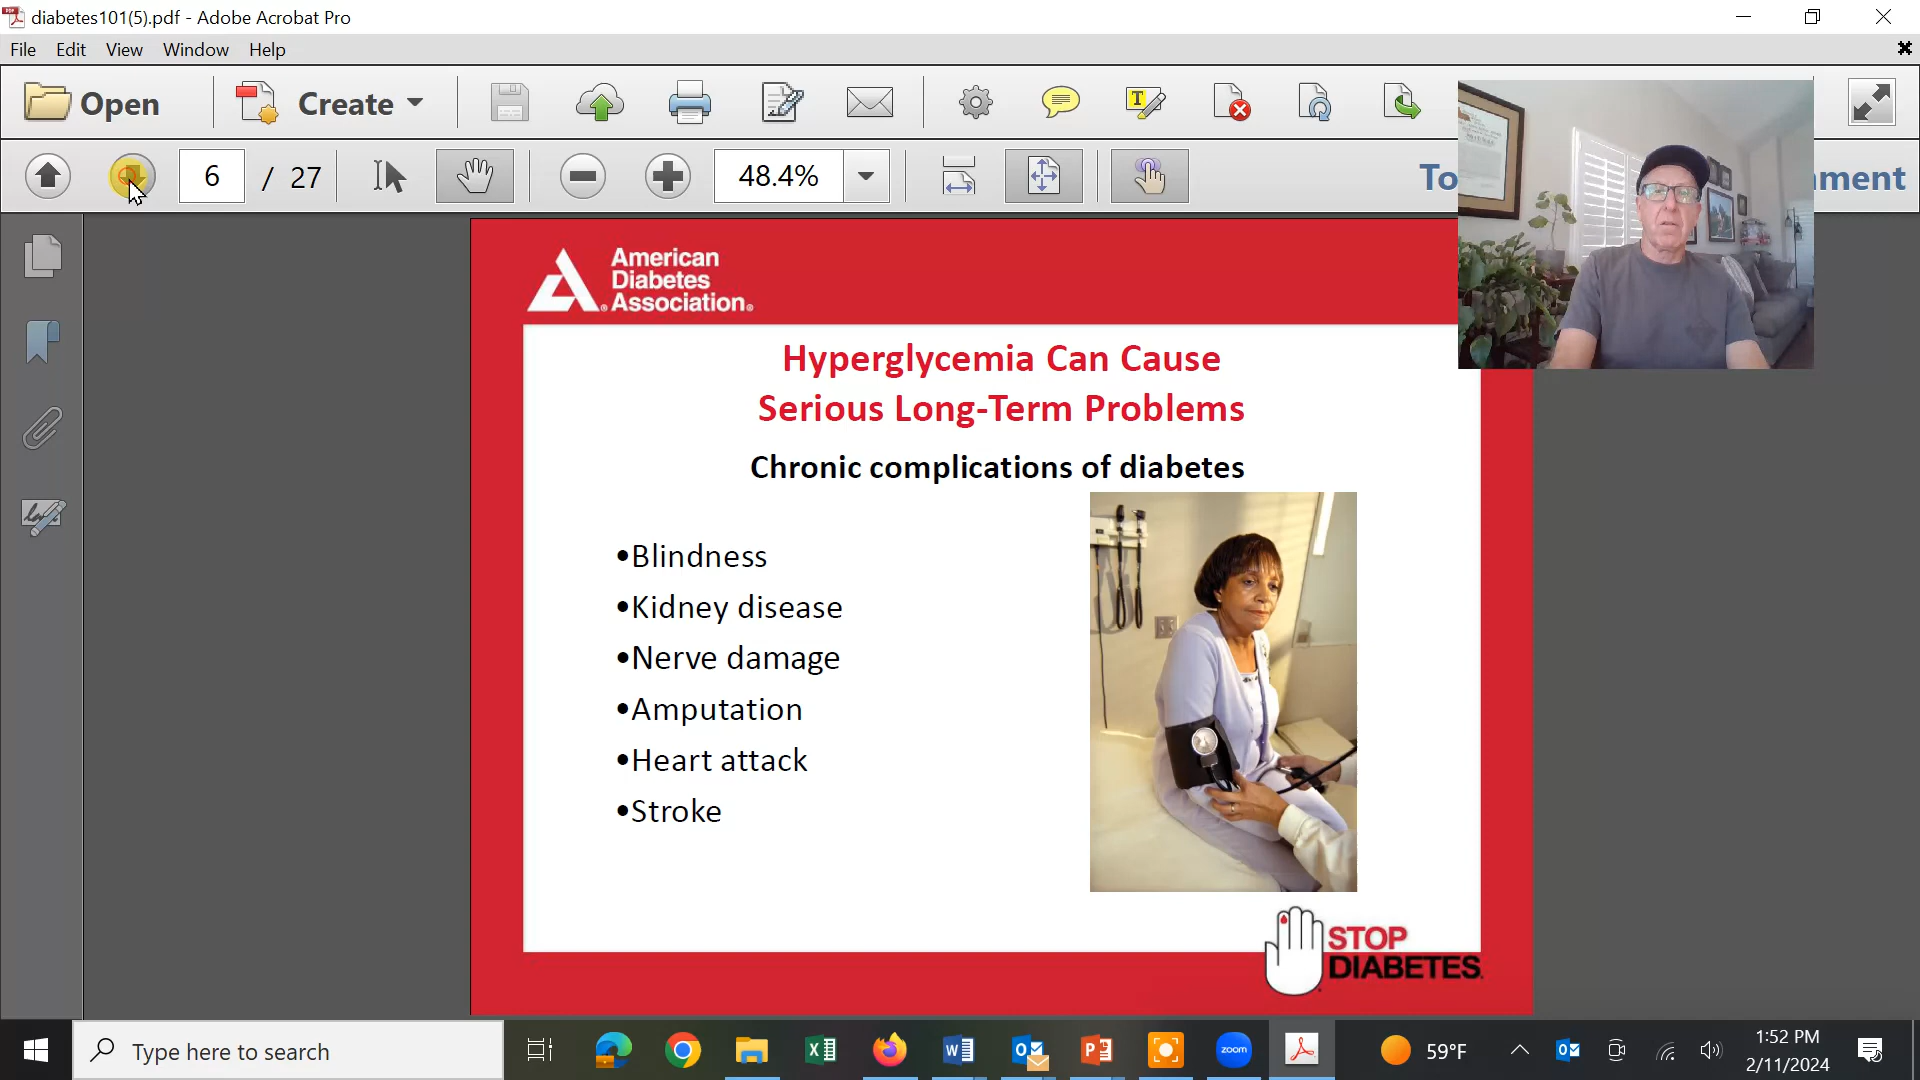 diabetes101(5).pdf - Adobe Acrobat Pro
File Edit View Window Help
Open
Create
6 / 27
48.4%
To
mment
American
Diabetes
Association®
Hyperglycemia Can Cause
Serious Long-Term Problems
Chronic complications of diabetes
•Blindness
•Kidney disease
•Nerve damage
•Amputation
•Heart attack
•Stroke
STOP
DIABETES
Type here to search
zoom
59°F
1:52 PM
2/11/2024